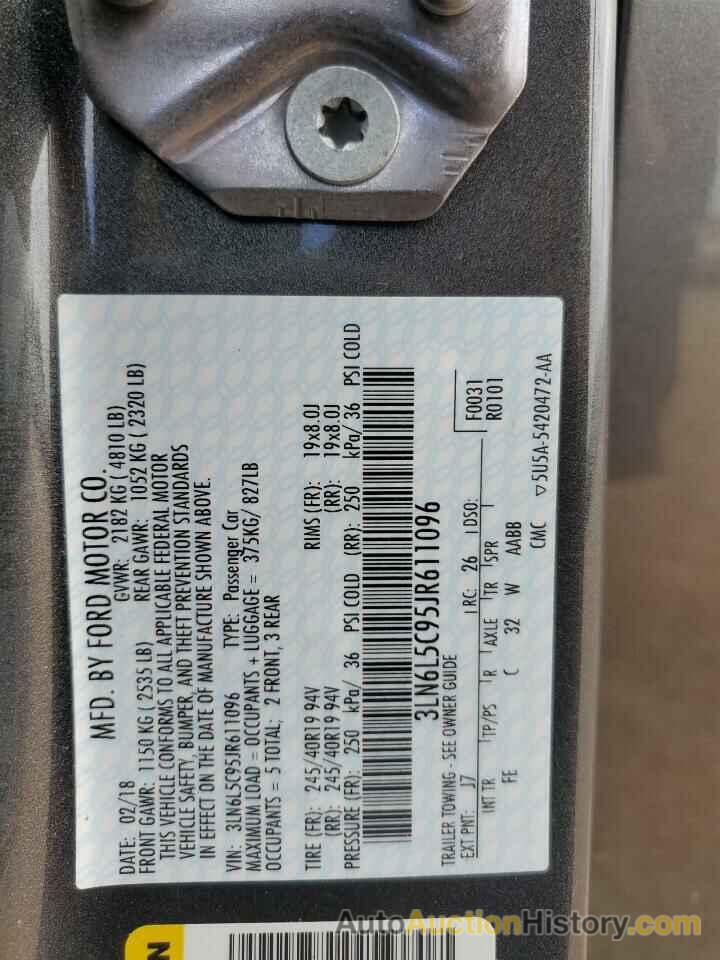 MFD. BY FORD MOTOR CO.
DATE: 02/18 GVWR: 2182 KG ( 4810 LB)
FRONT GAWR: 1150 KG ( 2535 LB) REAR GAWR: 1052 KG ( 2320 LB)
THIS VEHICLE CONFORMS TO ALL APPLICABLE FEDERAL MOTOR
VEHICLE SAFETY, BUMPER, AND THEFT PREVENTION STANDARDS
IN EFFECT ON THE DATE OF MANUFACTURE SHOWN ABOVE.
VIN: 3LN6L5C95JR611096 TYPE: Passenger Car
MAXIMUM LOAD = OCCUPANTS + LUGGAGE = 375KG/ 827LB
OCCUPANTS = 5 TOTAL; 2 FRONT, 3 REAR
TIRE (FR): 245/40R19 94V RIMS (FR): 19x8.0J
(RR): 245/40R19 94V (RR): 19x8.0J
PRESSURE (FR): 250 kPa/ 36 PSI COLD (RR): 250 kPa/ 36 PSI COLD
3LN6L5C95JR611096
TRAILER TOWING - SEE OWNER GUIDE F0031
EXT PNT: J7 RC: 26 DSO: R0101
INT TR TP/PS R AXLE TR SPR
FE C 32 W AABB
CMC ▽5U5A-5420472-AA
N
AutoAuctionHistory.com